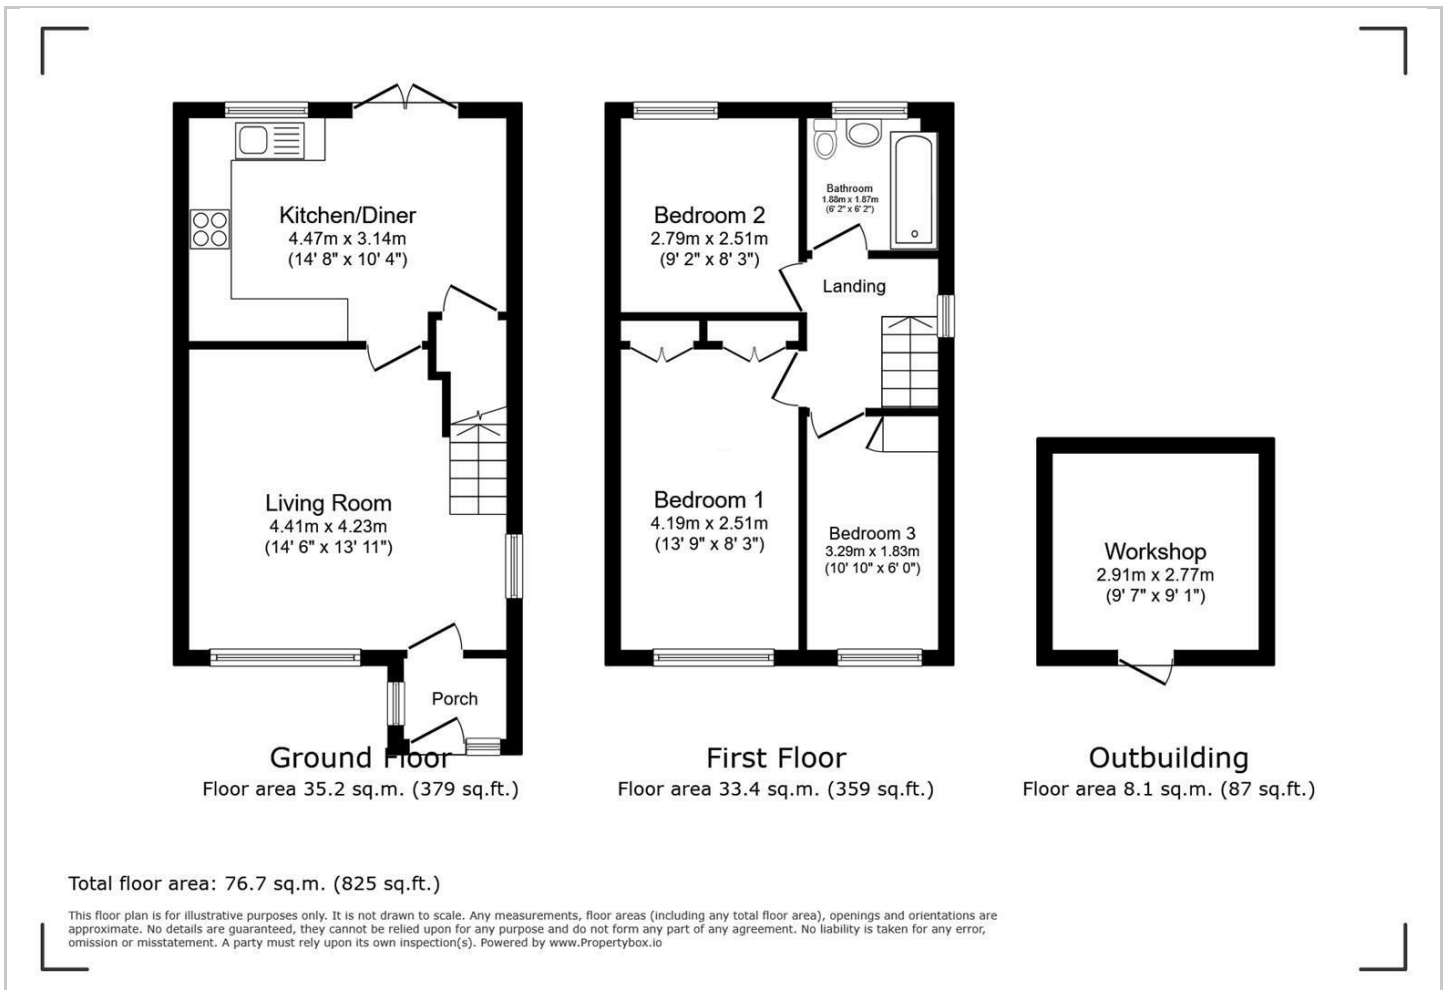 Kitchen/Diner
4.47m x 3.14m
(14' 8" x 10' 4")
Living Room
4.41m x 4.23m
(14' 6" x 13' 11")
Porch
Ground Floor
Floor area 35.2 sq.m. (379 sq.ft.)
Bedroom 2
2.79m x 2.51m
(9' 2" x 8' 3")
Bathroom
1.88m x 1.87m
(6' 2" x 6' 2")
Landing
Bedroom 1
4.19m x 2.51m
(13' 9" x 8' 3")
Bedroom 3
3.29m x 1.83m
(10' 10" x 6' 0")
First Floor
Floor area 33.4 sq.m. (359 sq.ft.)
Workshop
2.91m x 2.77m
(9' 7" x 9' 1")
Outbuilding
Floor area 8.1 sq.m. (87 sq.ft.)
Total floor area: 76.7 sq.m. (825 sq.ft.)
This floor plan is for illustrative purposes only. It is not drawn to scale. Any measurements, floor areas (including any total floor area), openings and orientations are
approximate. No details are guaranteed, they cannot be relied upon for any purpose and do not form any part of any agreement. No liability is taken for any error,
omission or misstatement. A party must rely upon its own inspection(s). Powered by www.Propertybox.io